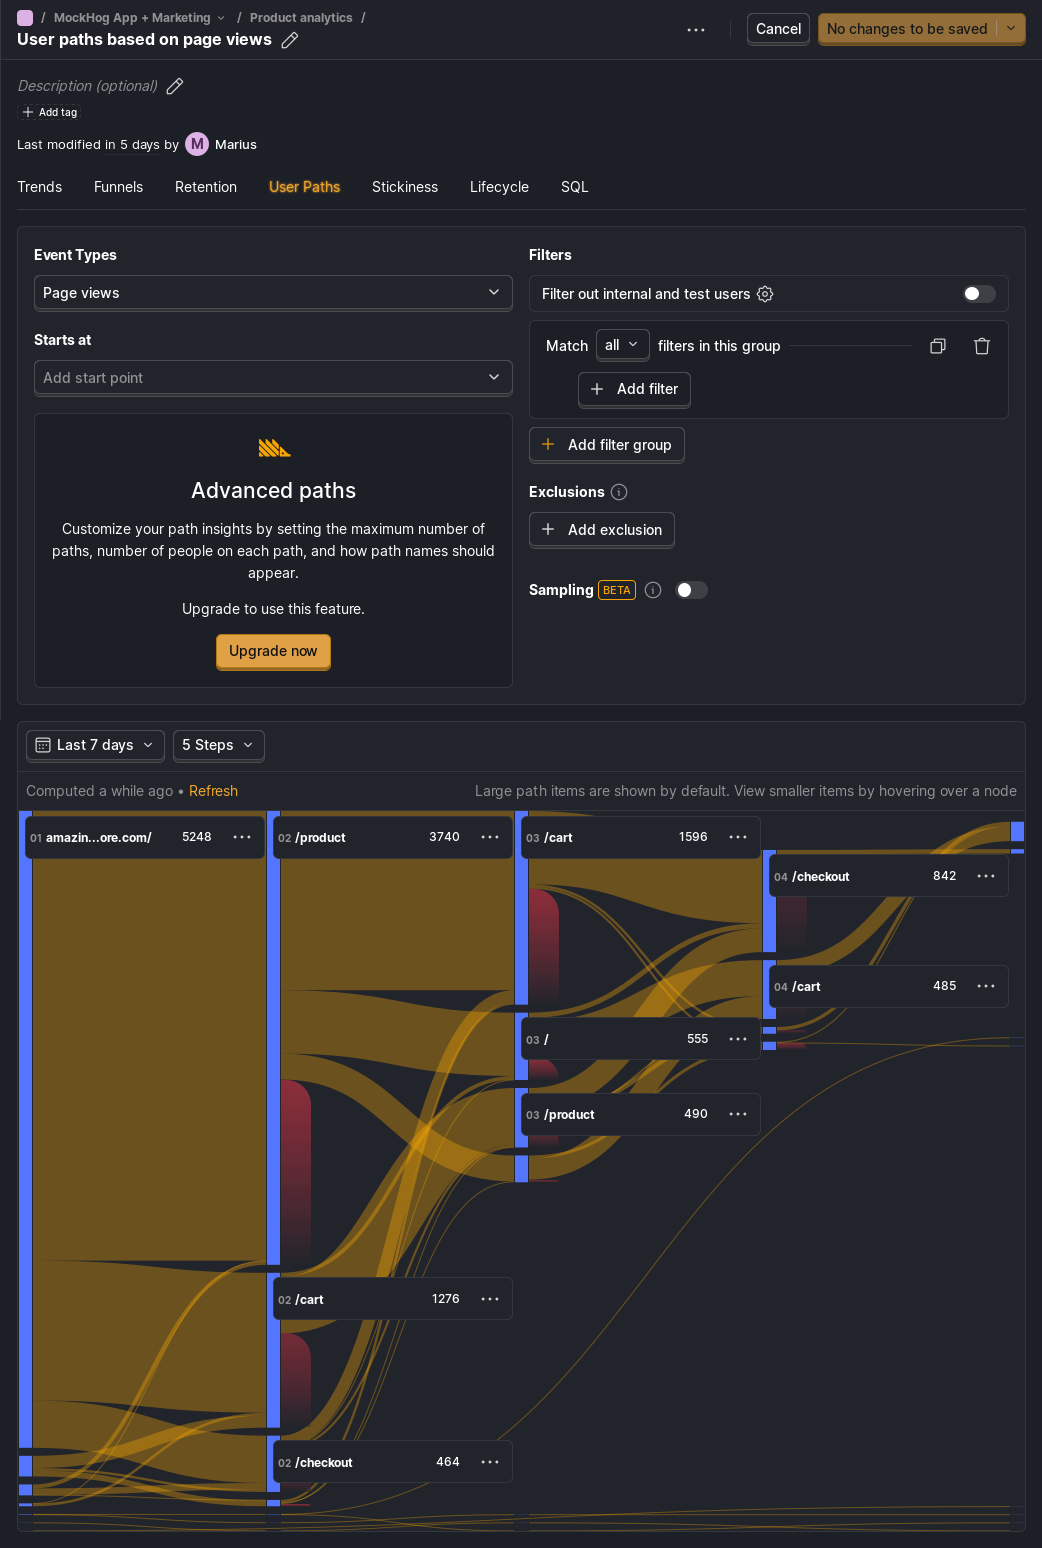 / MockHog App + Marketing / Product analytics /
User paths based on page views
Cancel
No changes to be saved
Description (optional)
Add tag
Last modified in 5 days by M Marius
Trends Funnels Retention User Paths Stickiness Lifecycle SQL
Event Types
Page views
Starts at
Add start point
Advanced paths
Customize your path insights by setting the maximum number of
paths, number of people on each path, and how path names should
appear.
Upgrade to use this feature.
Upgrade now
Filters
Filter out internal and test users
Match all filters in this group
Add filter
Add filter group
Exclusions
Add exclusion
Sampling BETA
Last 7 days 5 Steps
Computed a while ago • Refresh
Large path items are shown by default. View smaller items by hovering over a node
01 amazin...ore.com/ 5248
02 /product 3740
03 /cart 1596
04 /checkout 842
04 /cart 485
03 / 555
03 /product 490
02 /cart 1276
02 /checkout 464